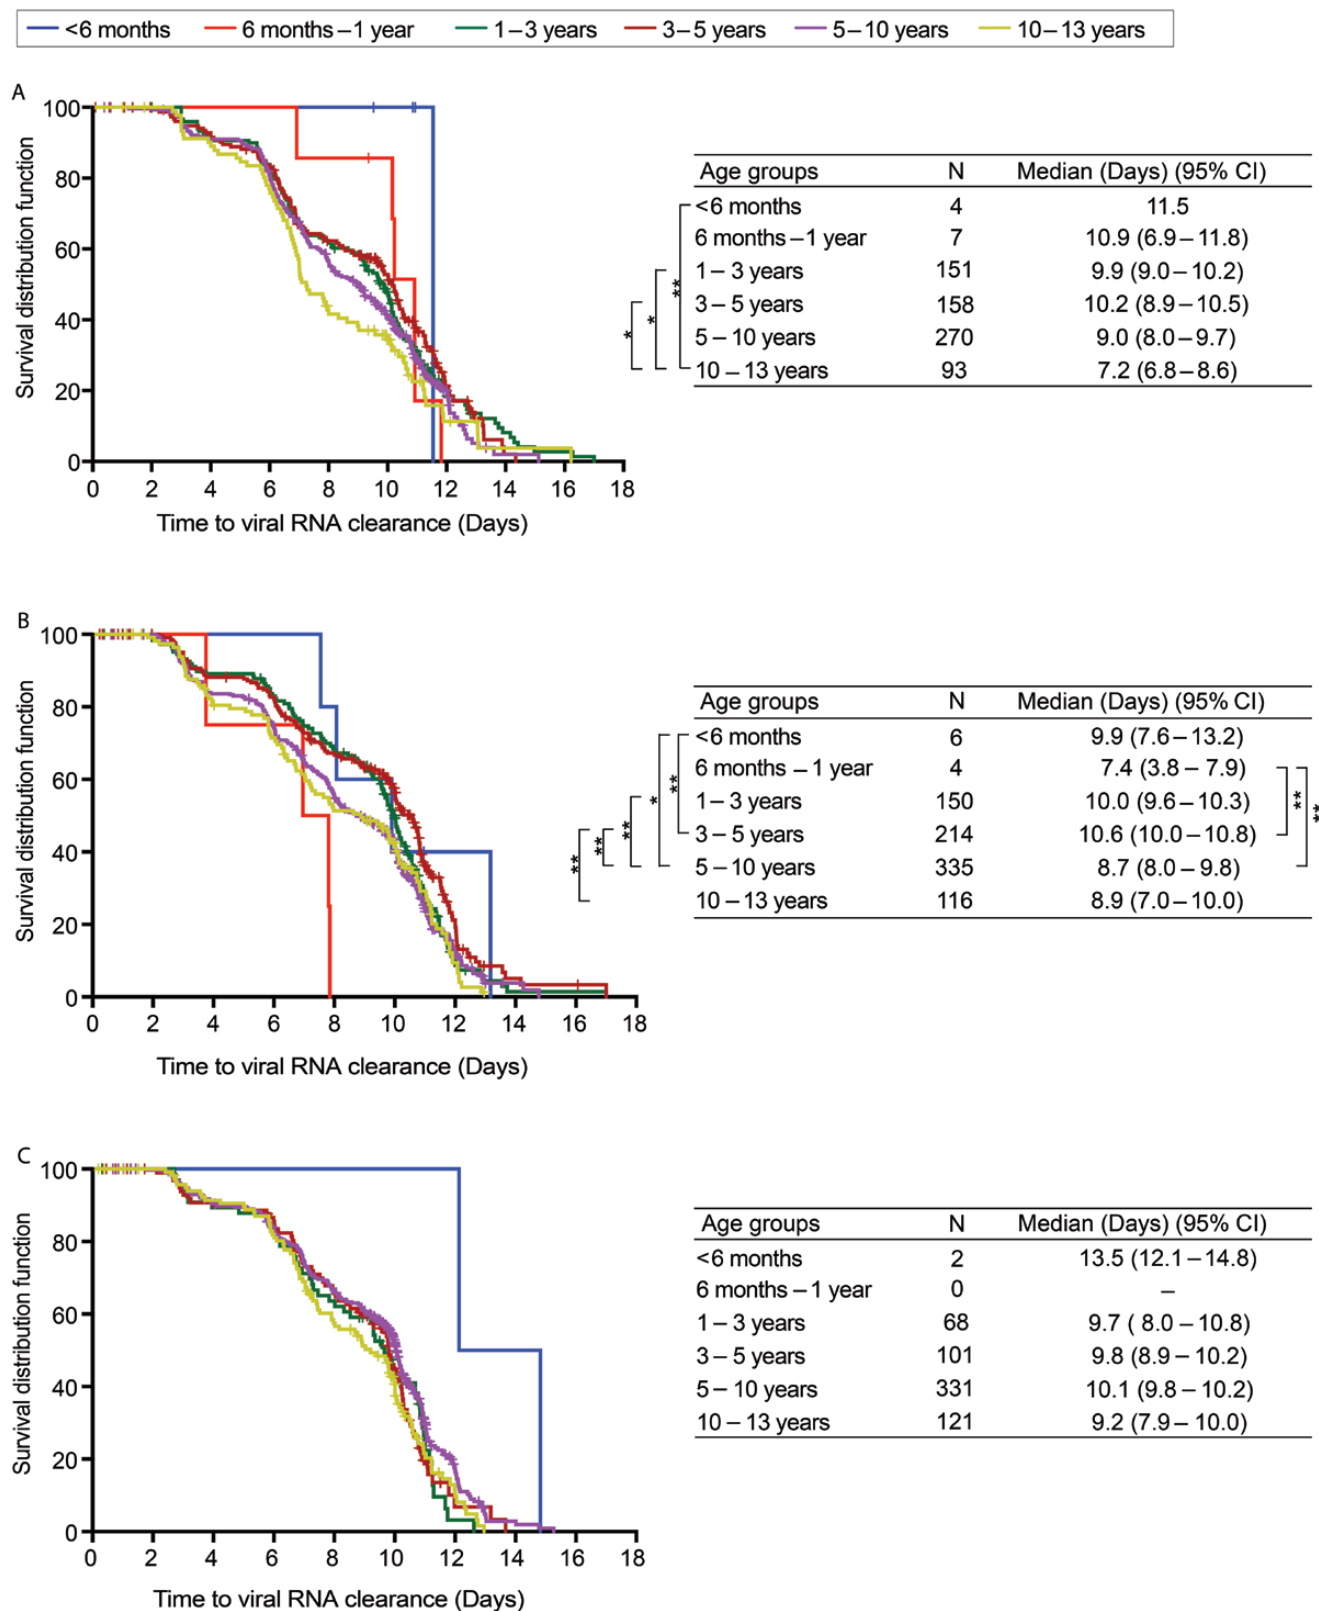 <6 months 6 months – 1 year 1 – 3 years 3 – 5 years 5 – 10 years 10 – 13 years
A
Survival distribution function
100
80
60
40
20
0
0 2 4 6 8 10 12 14 16 18
Time to viral RNA clearance (Days)
Age groups N Median (Days) (95% CI)
<6 months 4 11.5
6 months – 1 year 7 10.9 (6.9 – 11.8)
1 – 3 years 151 9.9 (9.0 – 10.2)
3 – 5 years 158 10.2 (8.9 – 10.5)
5 – 10 years 270 9.0 (8.0 – 9.7)
10 – 13 years 93 7.2 (6.8 – 8.6)
* * **
B
Survival distribution function
100
80
60
40
20
0
0 2 4 6 8 10 12 14 16 18
Time to viral RNA clearance (Days)
Age groups N Median (Days) (95% CI)
<6 months 6 9.9 (7.6 – 13.2)
6 months – 1 year 4 7.4 (3.8 – 7.9)
1 – 3 years 150 10.0 (9.6 – 10.3)
3 – 5 years 214 10.6 (10.0 – 10.8)
5 – 10 years 335 8.7 (8.0 – 9.8)
10 – 13 years 116 8.9 (7.0 – 10.0)
** ** ** * ** ** **
C
Survival distribution function
100
80
60
40
20
0
0 2 4 6 8 10 12 14 16 18
Time to viral RNA clearance (Days)
Age groups N Median (Days) (95% CI)
<6 months 2 13.5 (12.1 – 14.8)
6 months – 1 year 0 –
1 – 3 years 68 9.7 ( 8.0 – 10.8)
3 – 5 years 101 9.8 (8.9 – 10.2)
5 – 10 years 331 10.1 (9.8 – 10.2)
10 – 13 years 121 9.2 (7.9 – 10.0)